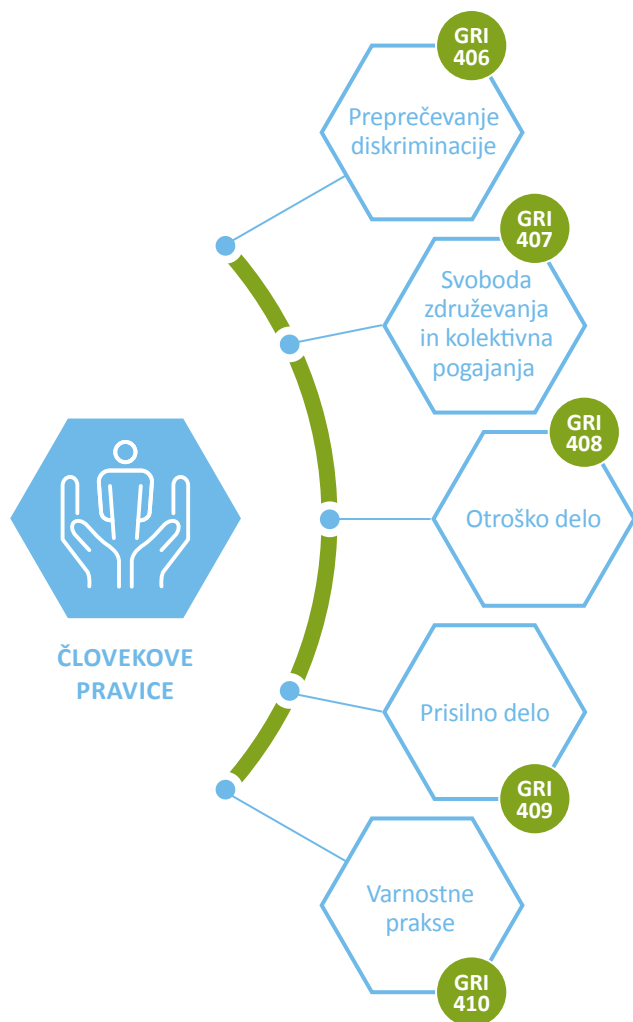 GRI
406
Preprečevanje
diskriminacije
GRI
407
Svoboda
združevanja
in kolektivna
pogajanja
GRI
408
Otroško delo
ČLOVEKOVE
PRAVICE
Prisilno delo
GRI
409
Varnostne
prakse
GRI
410